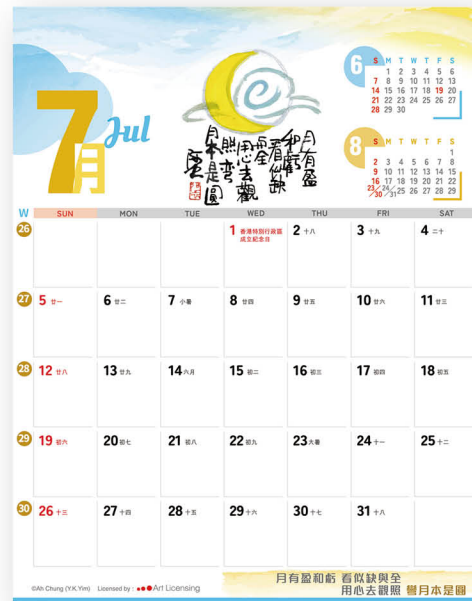 7月 Jul
月有盈
和虧
看似缺
用心去觀
照彎
月本是圓
6
S M T W T F S
1 2 3 4 5 6
7 8 9 10 11 12 13
14 15 16 17 18 19 20
21 22 23 24 25 26 27
28 29 30
8
S M T W T F S
1
2 3 4 5 6 7 8
9 10 11 12 13 14 15
16 17 18 19 20 21 22
23/30 24/31 25 26 27 28 29
W SUN MON TUE WED THU FRI SAT
26 1 香港特別行政區 2 十八 3 十九 4 二十
成立紀念日
27 5 廿一 6 廿二 7 小暑 8 廿四 9 廿五 10 廿六 11 廿三
28 12 廿八 13 廿九 14 六月 15 初二 16 初三 17 初四 18 初五
29 19 初六 20 初七 21 初八 22 初九 23 大暑 24 十一 25 十二
30 26 十三 27 十四 28 十五 29 十六 30 十七 31 十八
©Ah Chung (Y.K.Yim) Licensed by : Art Licensing
月有盈和虧 看似缺與全
用心去觀照 彎月本是圓